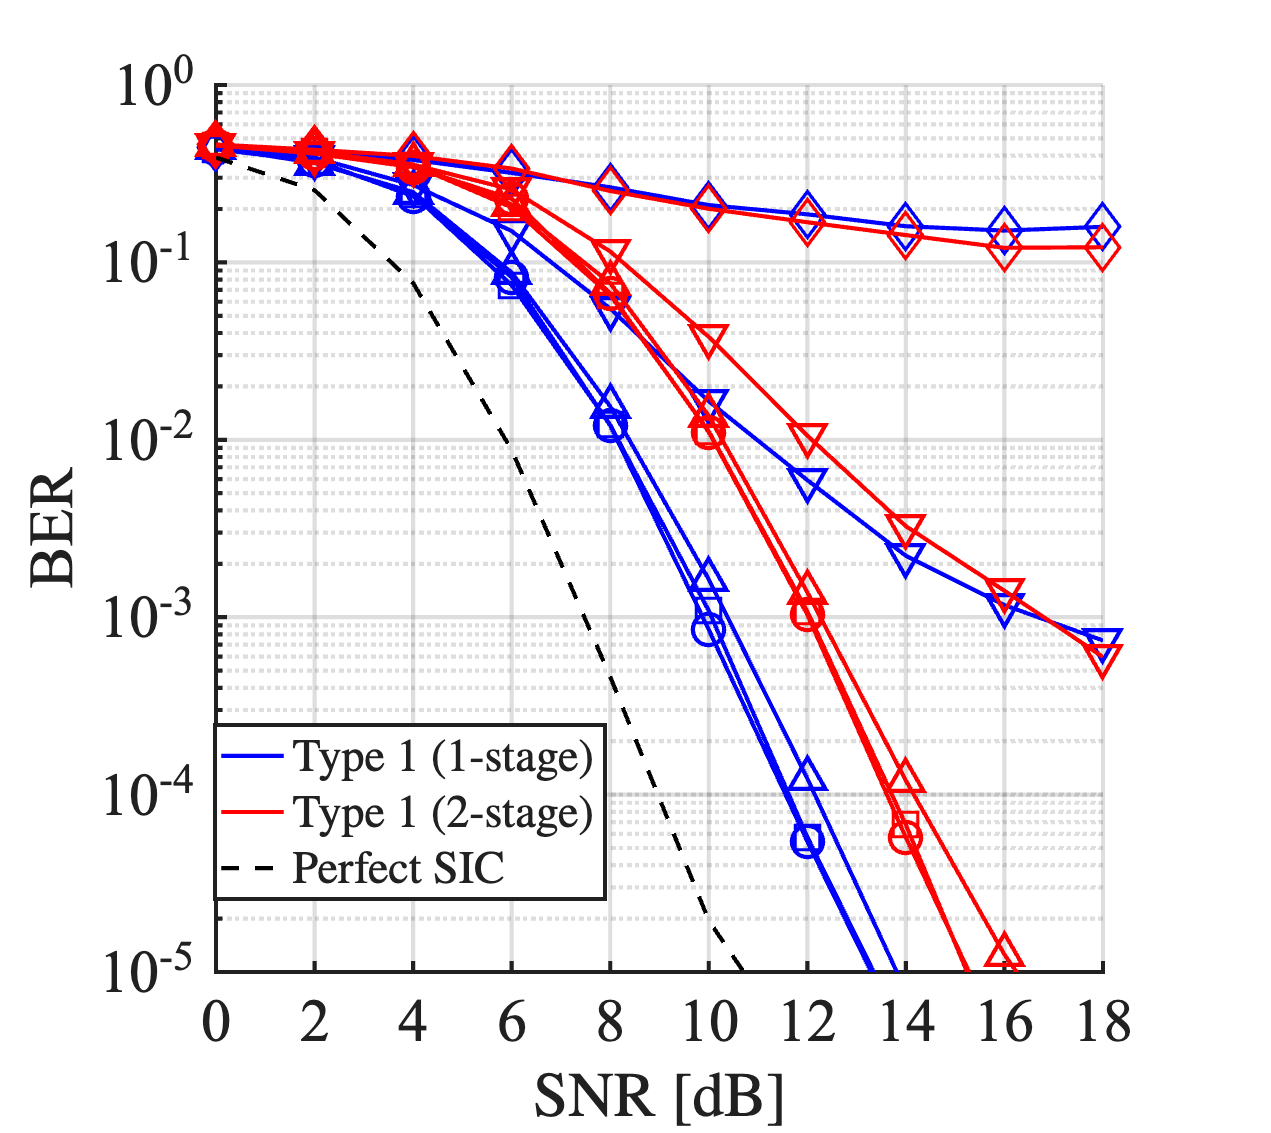 10^0
10^-1
10^-2
10^-3
10^-4
10^-5
BER
Type 1 (1-stage)
Type 1 (2-stage)
Perfect SIC
0 2 4 6 8 10 12 14 16 18
SNR [dB]